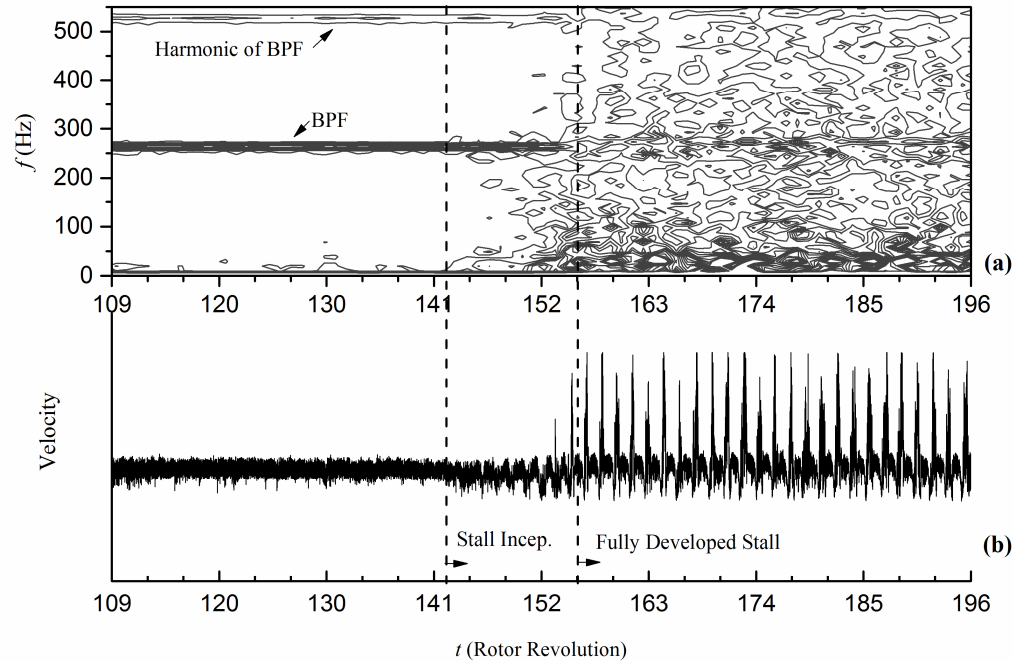 500
Harmonic of BPF
400
f (Hz)
300
BPF
200
100
0
(a)
109 120 130 141 152 163 174 185 196
Velocity
Stall Incep.
Fully Developed Stall
(b)
109 120 130 141 152 163 174 185 196
t (Rotor Revolution)